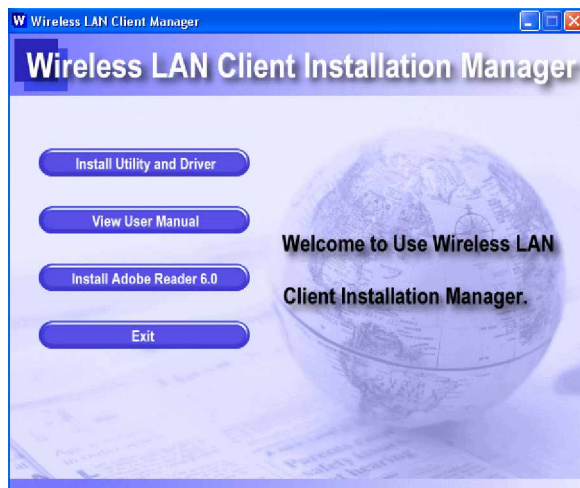 W Wireless LAN Client Manager
Wireless LAN Client Installation Manager
Install Utility and Driver
View User Manual
Install Adobe Reader 6.0
Exit
Welcome to Use Wireless LAN
Client Installation Manager.